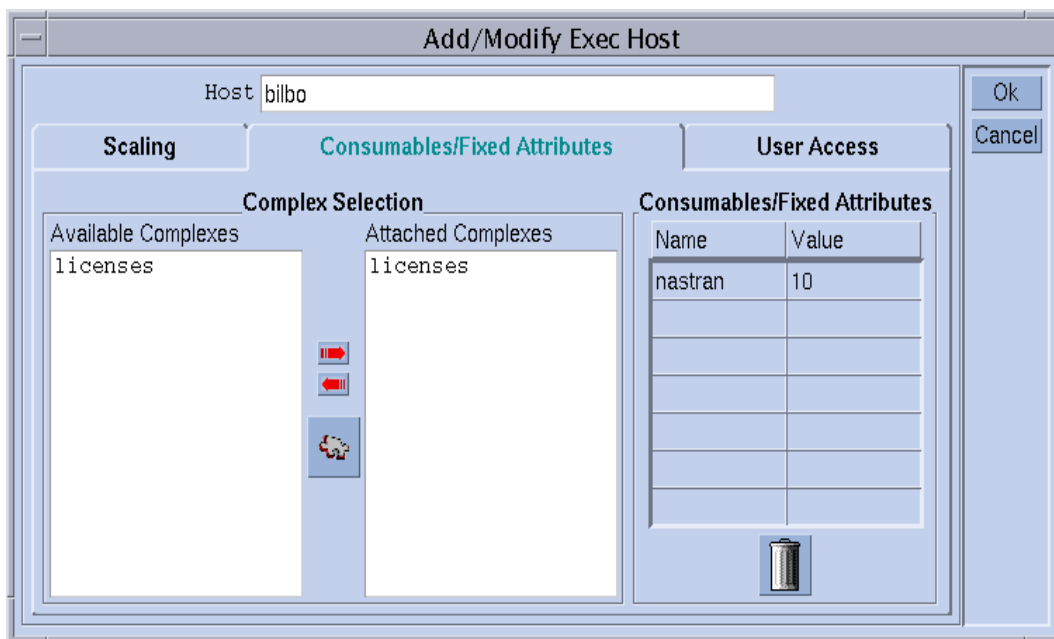 Add/Modify Exec Host
Host bilbo
Ok
Cancel
Scaling
Consumables/Fixed Attributes
User Access
Complex Selection
Available Complexes
licenses
Attached Complexes
licenses
Consumables/Fixed Attributes
Name Value
nastran 10